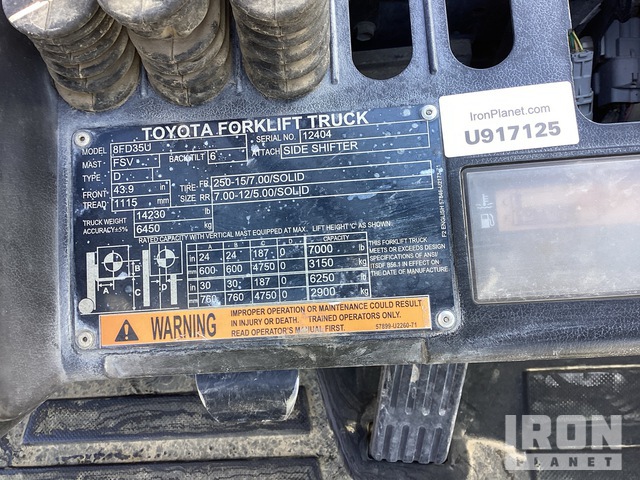 TOYOTA FORKLIFT TRUCK
MODEL 8FD35U SERIAL NO. 12404
MAST FSV BACKTILT 6 ° ATTACH SIDE SHIFTER
TYPE D
FRONT 43.9 in TIRE FR 250-15/7.00/SOLID
TREAD 1115 mm SIZE RR 7.00-12/5.00/SOLID
TRUCK WEIGHT 14230 lb
ACCURACY±5% 6450 kg
RATED CAPACITY WITH VERTICAL MAST EQUIPPED AT MAX. LIFT HEIGHT 'C' AS SHOWN.
A B C D CAPACITY
in 24 24 187 0 7000 lb
mm 600 600 4750 0 3150 kg
in 30 30 187 0 6250 lb
mm 760 760 4750 0 2900 kg
A B C D
THIS FORKLIFT TRUCK
MEETS OR EXCEEDS
SPECIFICATIONS OF ANSI/
ITSDF B56.1 IN EFFECT ON
THE DATE OF MANUFACTURE
WARNING
IMPROPER OPERATION OR MAINTENANCE COULD RESULT
IN INJURY OR DEATH. TRAINED OPERATORS ONLY.
READ OPERATOR'S MANUAL FIRST. 57899-U2260-71
IronPlanet.com
U917125
IRON
PLANET